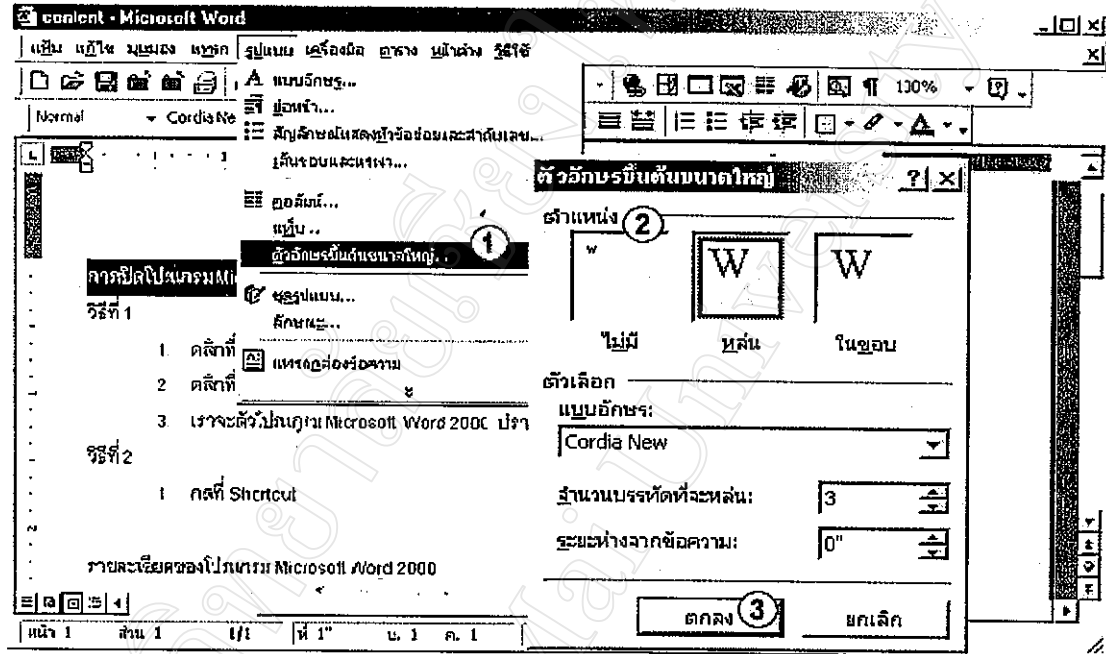 content - Microsoft Word
แฟ้ม แก้ไข มุมมอง แทรก รูปแบบ เครื่องมือ ตาราง หน้าต่าง วิธีใช้
แบบอักษร...
ย่อหน้า...
สัญลักษณ์แสดงหัวข้อย่อยและลำดับเลข...
เส้นขอบและแรเงา...
คอลัมน์...
แท็บ...
ตัวอักษรขึ้นต้นขนาดใหญ่...
ชุดรูปแบบ...
ลักษณะ...
แทรกกล่องข้อความ
100%
Normal
Cordia Ne
1
ตัวอักษรขึ้นต้นขนาดใหญ่
ตำแหน่ง 2
W W W
ไม่มี หล่น ในขอบ
ตัวเลือก
แบบอักษร:
Cordia New
จำนวนบรรทัดที่จะหล่น: 3
ระยะห่างจากข้อความ: 0"
ตกลง 3 ยกเลิก
การปิดโปรแกรม Mi
วิธีที่ 1
1. คลิกที่
2 คลิกที่
3. เราจะ Microsoft Word 2000 ปรา
วิธีที่ 2
1 กดที่ Shortcut
รายละเอียดของโปรแกรม Microsoft Word 2000
หน้า 1 ส่วน 1 1/1 ที่ 1" บ. 1 ค. 1